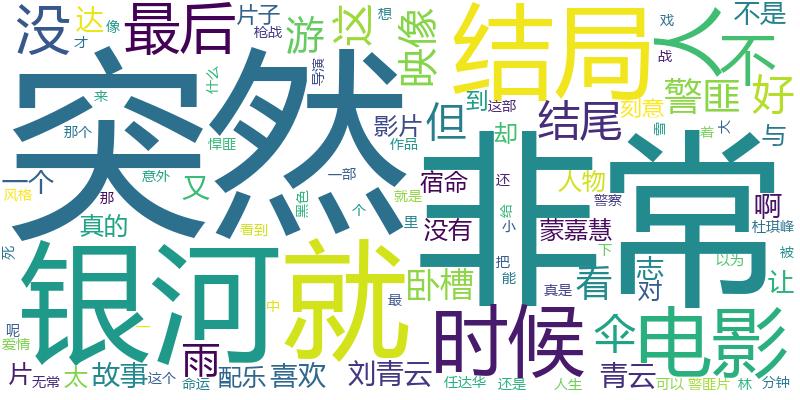 没 达 像 才 最后 片子 枪战 游 这 想 映像 结局 人 戏 战 不是 不
突然 来 那个 什么 悍匪 导演 影片 作品 但 到 这部 却 结尾 刻意 警匪 好 着 大 与
一个 风格 那 意外 又 真的 看到 黑色 一部 个 就是 里 宿命 没有 还 给 小 把 能 非常 人物 警察 蒙嘉慧 啊 杜琪峰
死 银河 中 就 最 卧槽 时候 真是 下 看 志 对 以为 被 让
呢 爱情 一 雨 伞 电影
片 无常 太 故事 这个 命运 配乐 喜欢 刘青云 任达华 还是 人生 青云 可以 警匪片 林 分钟